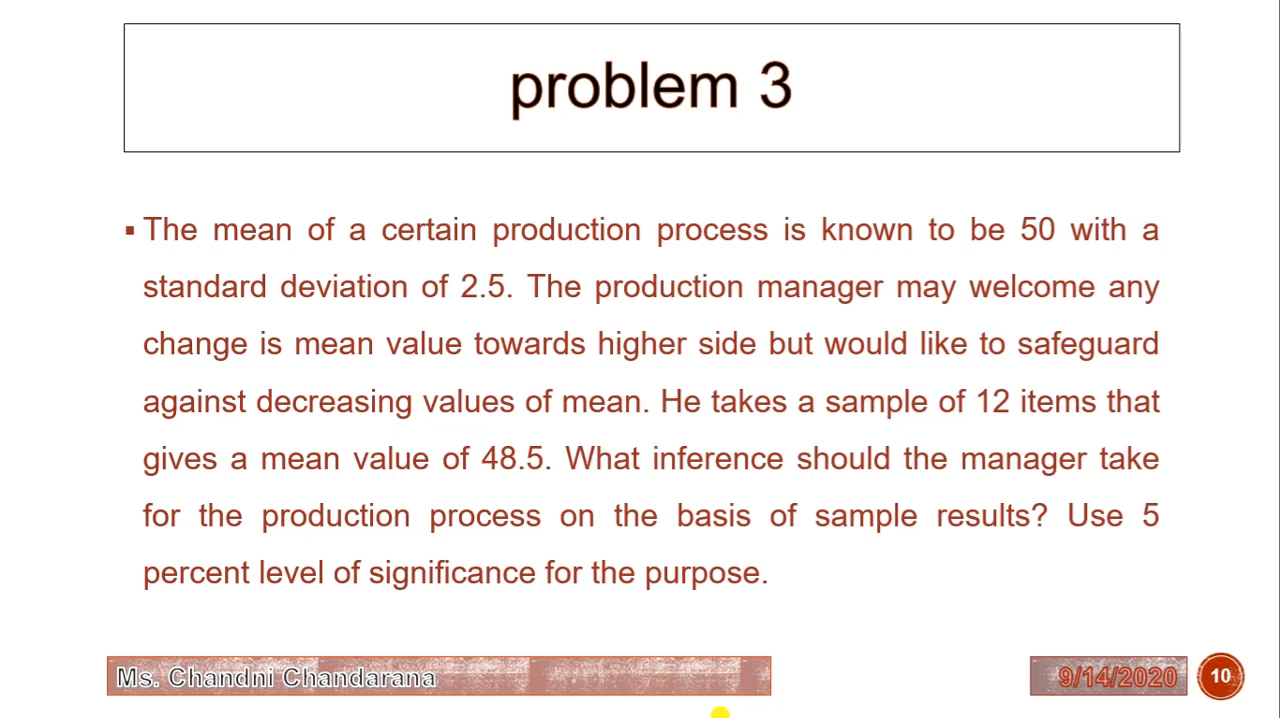 problem 3
▪ The mean of a certain production process is known to be 50 with a
standard deviation of 2.5. The production manager may welcome any
change is mean value towards higher side but would like to safeguard
against decreasing values of mean. He takes a sample of 12 items that
gives a mean value of 48.5. What inference should the manager take
for the production process on the basis of sample results? Use 5
percent level of significance for the purpose.
Ms. Chandni Chandarana
9/14/2020
10